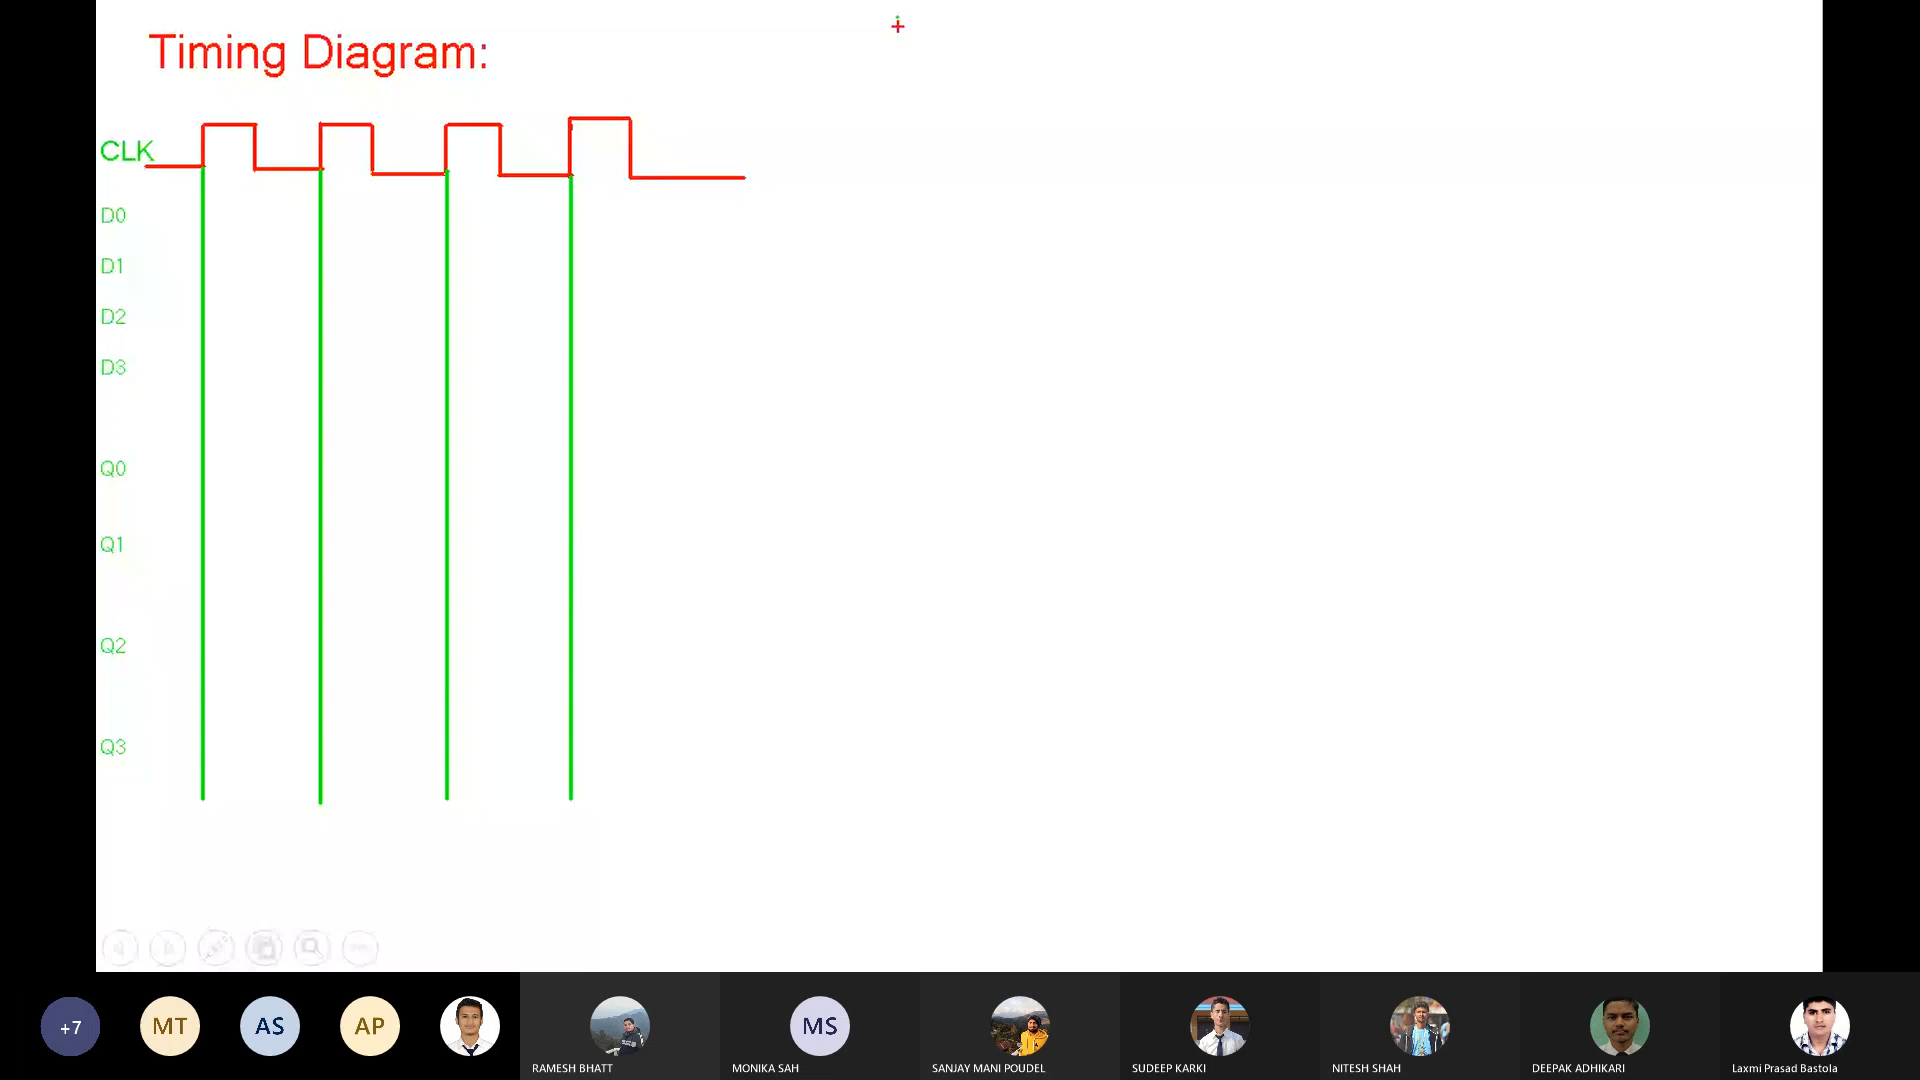 Timing Diagram:
CLK
D0
D1
D2
D3
Q0
Q1
Q2
Q3
+7
MT
AS
AP
MS
RAMESH BHATT
MONIKA SAH
SANJAY MANI POUDEL
SUDEEP KARKI
NITESH SHAH
DEEPAK ADHIKARI
Laxmi Prasad Bastola